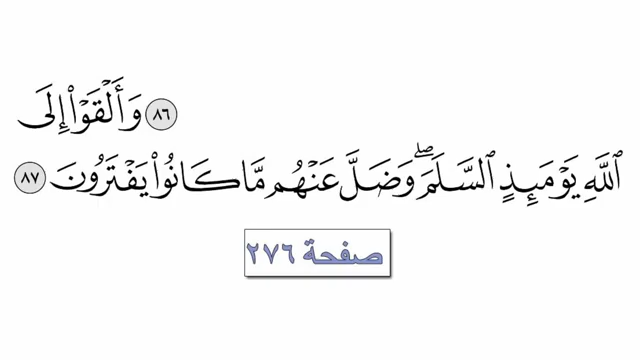 ٨٦ وَأَلْقَوْا۟ إِلَى
ٱللَّهِ يَوْمَئِذٍ ٱلسَّلَمَ ۖ وَضَلَّ عَنْهُم مَّا كَانُوا۟ يَفْتَرُونَ ٨٧
صفحة ٢٧٦